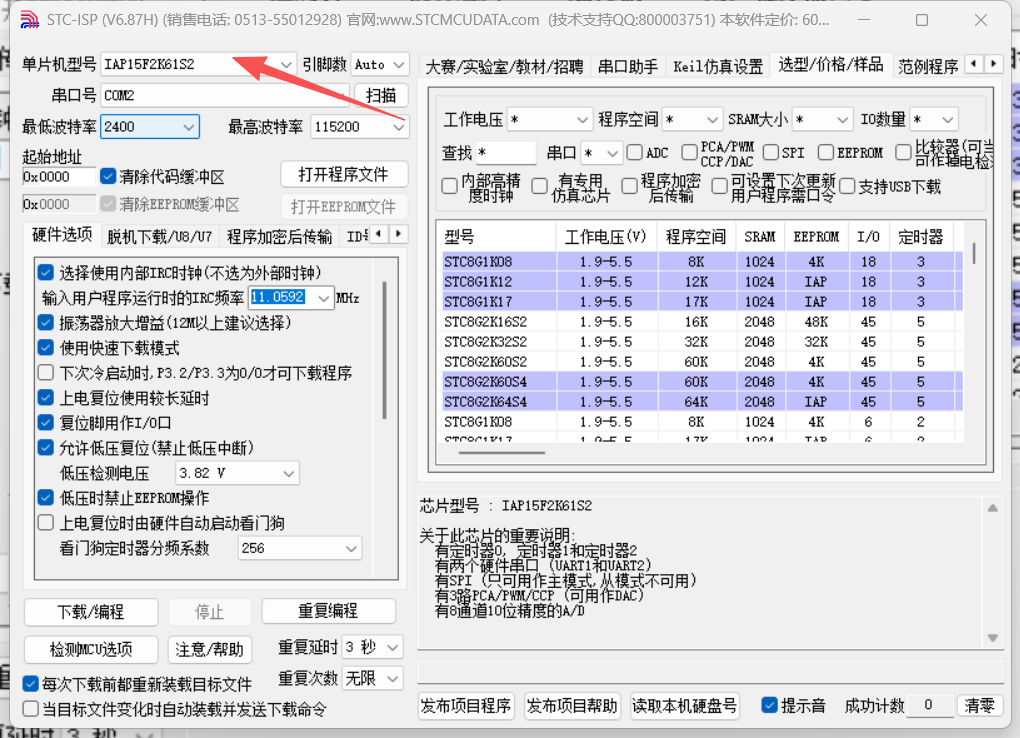 STC-ISP (V6.87H) (销售电话: 0513-55012928) 官网:www.STCMCUDATA.com (技术支持QQ:800003751) 本软件定价: 60...
单片机型号 IAP15F2K61S2 引脚数 Auto
串口号 COM2 扫描
最低波特率 2400 最高波特率 115200
起始地址
0x0000 清除代码缓冲区 打开程序文件
0x0000 清除EEPROM缓冲区 打开EEPROM文件
硬件选项 脱机下载/U8/U7 程序加密后传输
选择使用内部IRC时钟(不选为外部时钟)
输入用户程序运行时的IRC频率 11.0592 MHz
振荡器放大增益(12M以上建议选择)
使用快速下载模式
下次冷启动时,P3.2/P3.3为0/0才可下载程序
上电复位使用较长延时
复位脚用作I/O口
允许低压复位(禁止低压中断)
低压检测电压 3.82 V
低压时禁止EEPROM操作
上电复位时由硬件自动启动看门狗
看门狗定时器分频系数 256
下载/编程 停止 重复编程
检测MCU选项 注意/帮助 重复延时 3 秒
重复次数 无限
每次下载前都重新装载目标文件
当目标文件变化时自动装载并发送下载命令
大赛/实验室/教材/招聘 串口助手 Keil仿真设置 选型/价格/样品 范例程序
工作电压 * 程序空间 * SRAM大小 * IO数量 *
查找 * 串口 * ADC PCA/PWM CCP/DAC SPI EEPROM 比较器(可当 可作掉电检
内部高精度时钟 有专用仿真芯片 程序加密后传输 可设置下次更新用户程序需口令 支持USB下载
型号 工作电压(V) 程序空间 SRAM EEPROM I/O 定时器
STC8G1K08 1.9-5.5 8K 1024 4K 18 3
STC8G1K12 1.9-5.5 12K 1024 IAP 18 3
STC8G1K17 1.9-5.5 17K 1024 IAP 18 3
STC8G2K16S2 1.9-5.5 16K 2048 48K 45 5
STC8G2K32S2 1.9-5.5 32K 2048 32K 45 5
STC8G2K60S2 1.9-5.5 60K 2048 4K 45 5
STC8G2K60S4 1.9-5.5 60K 2048 4K 45 5
STC8G2K64S4 1.9-5.5 64K 2048 IAP 45 5
STC8G1K08 1.9-5.5 8K 1024 4K 6 2
STC8G1K17 1.9-5.5 17K 1024 IAP 6 2
芯片型号 : IAP15F2K61S2
关于此芯片的重要说明:
有定时器0, 定时器1和定时器2
有两个硬件串口 (UART1和UART2)
有SPI (只可用作主模式,从模式不可用)
有3路PCA/PWM/CCP (可用作DAC)
有8通道10位精度的A/D
发布项目程序 发布项目帮助 读取本机硬盘号 提示音 成功计数 0 清零